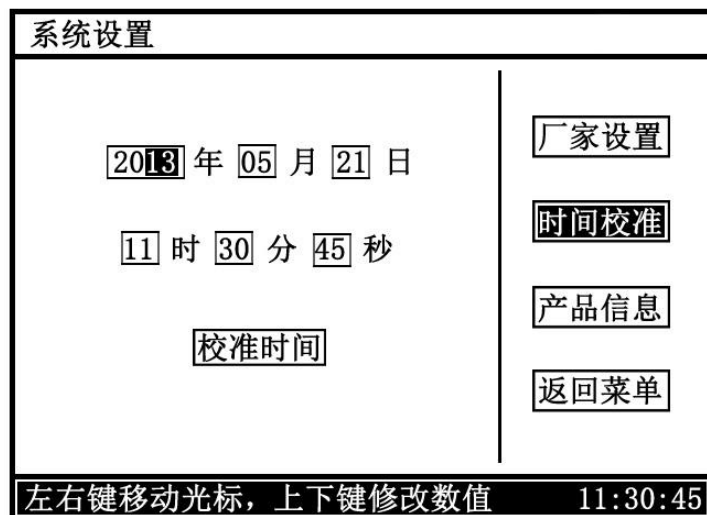 系统设置
2013 年 05 月 21 日
11 时 30 分 45 秒
校准时间
厂家设置
时间校准
产品信息
返回菜单
左右键移动光标，上下键修改数值 11:30:45